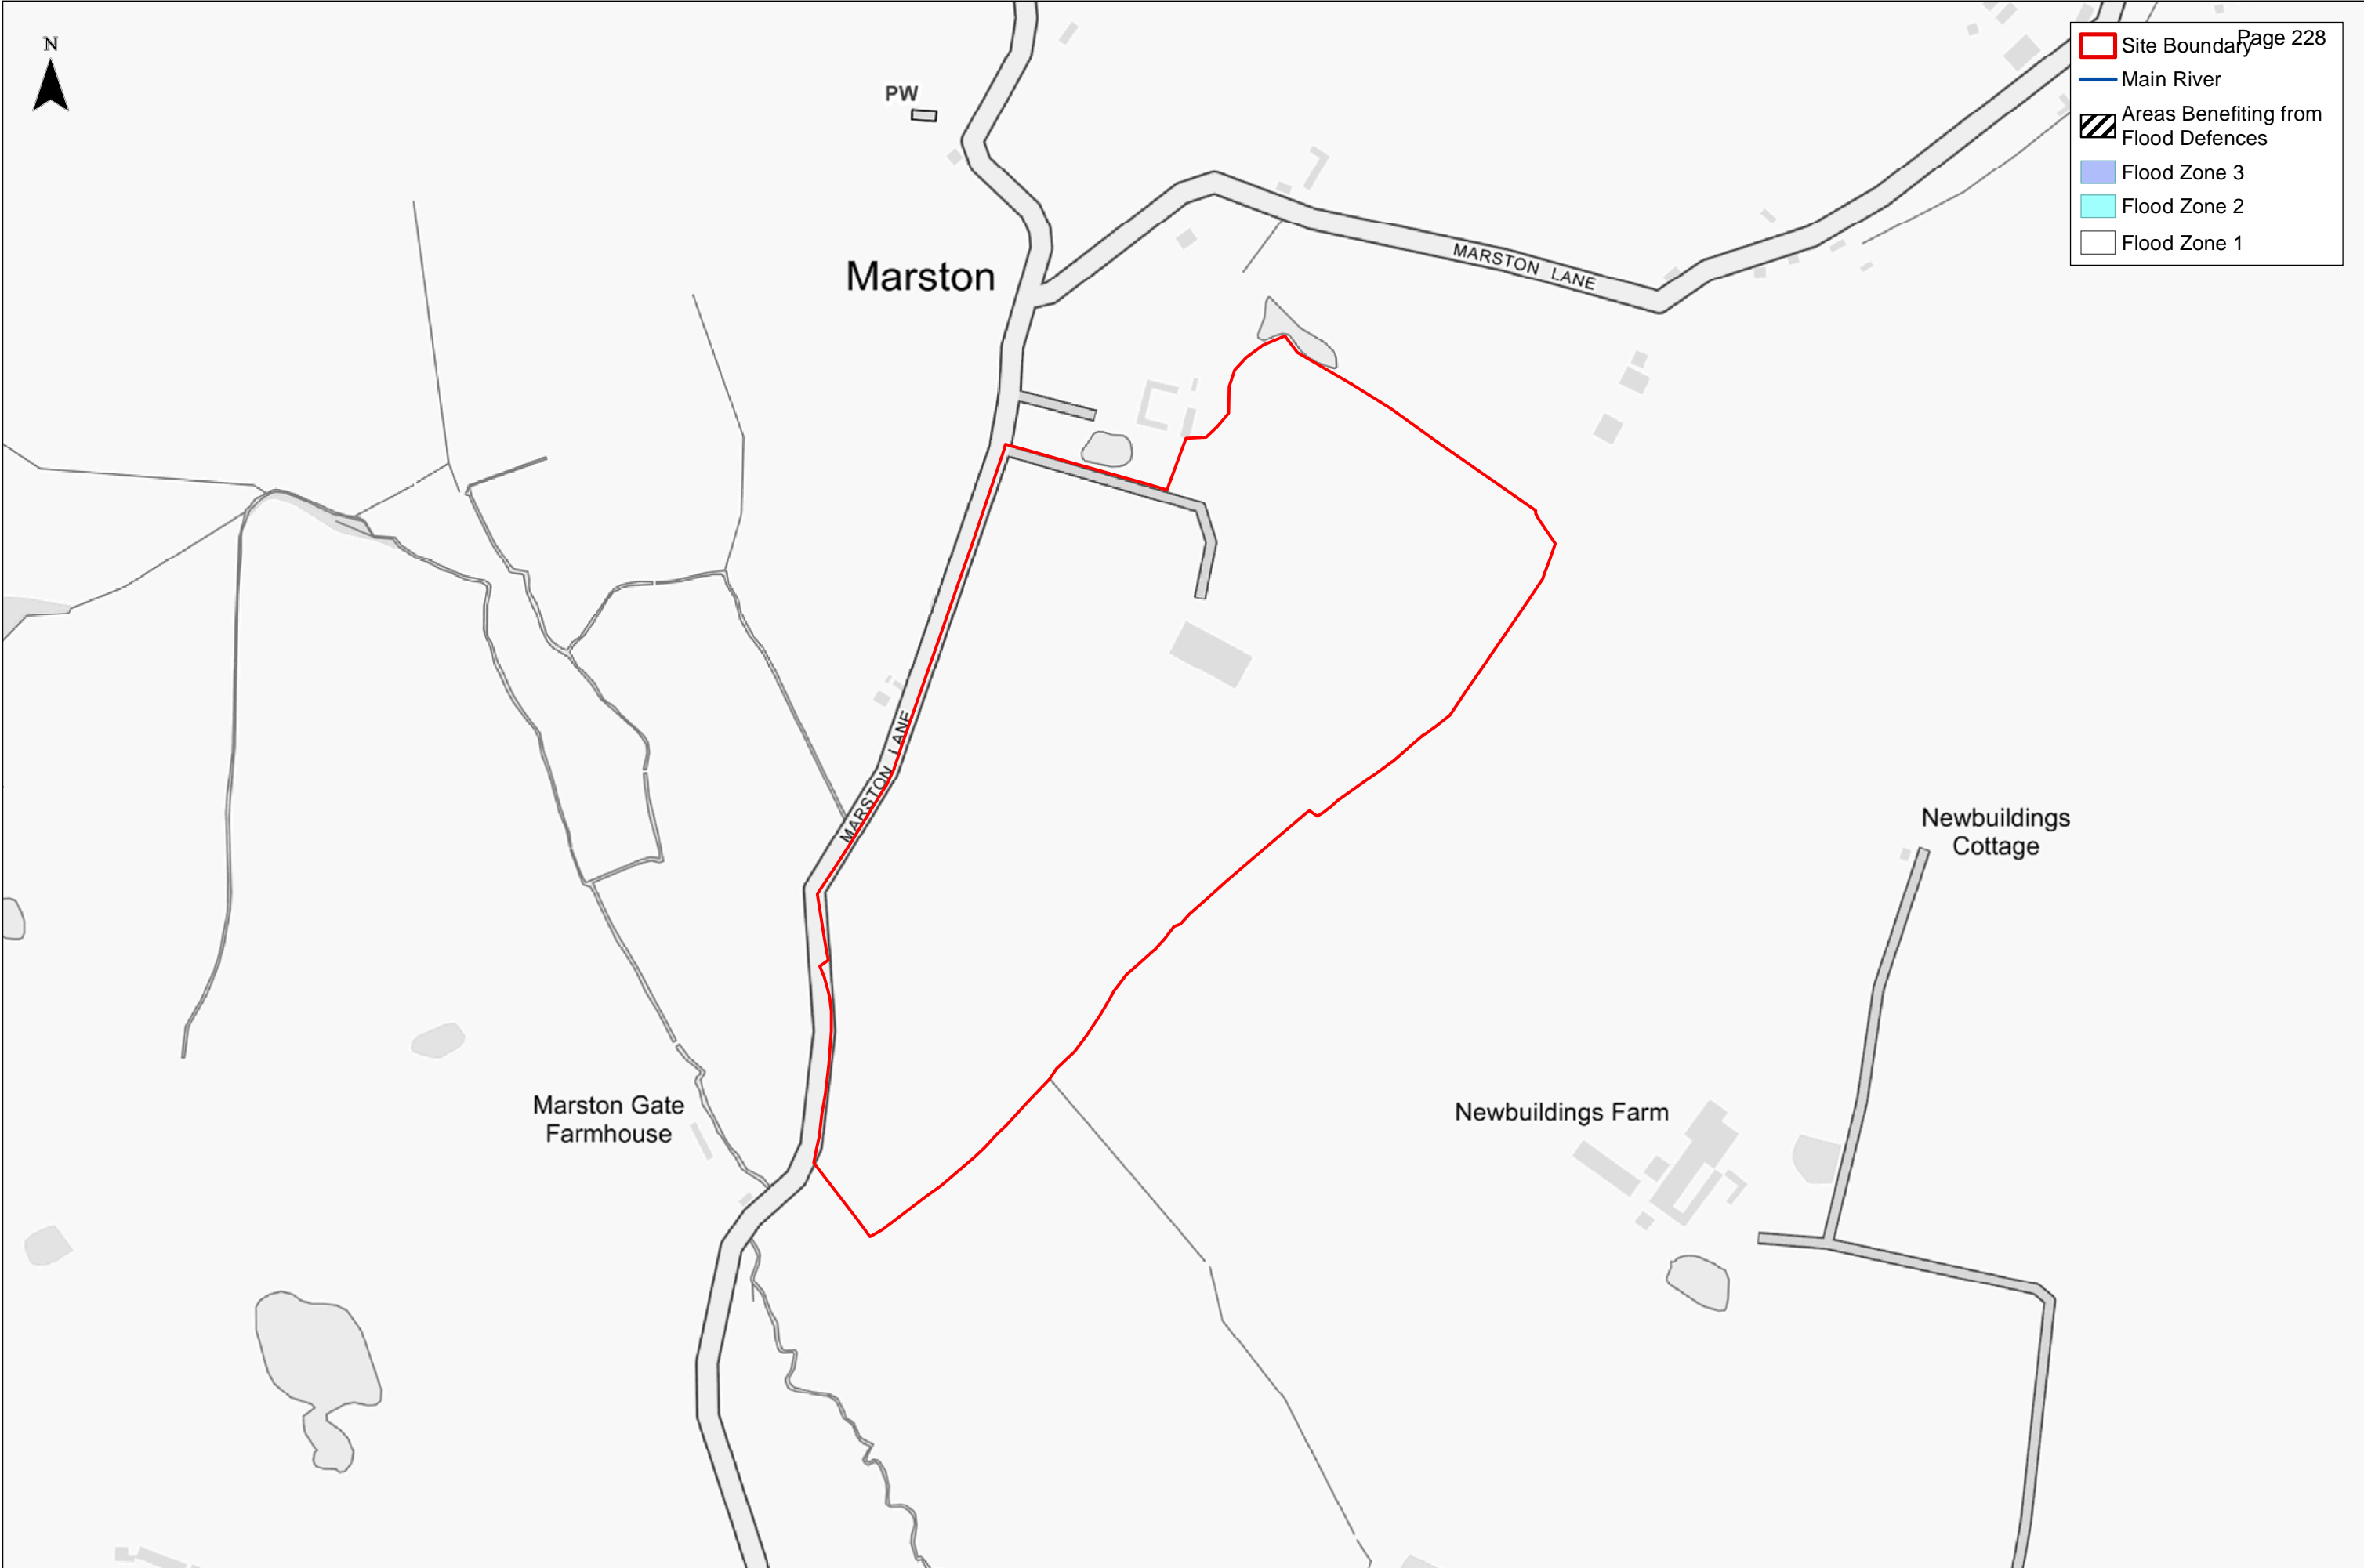 N
Page 228
Site Boundary
Main River
Areas Benefiting from
Flood Defences
Flood Zone 3
Flood Zone 2
Flood Zone 1
PW
Marston
MARSTON LANE
MARSTON LANE
Newbuildings
Cottage
Marston Gate
Farmhouse
Newbuildings Farm